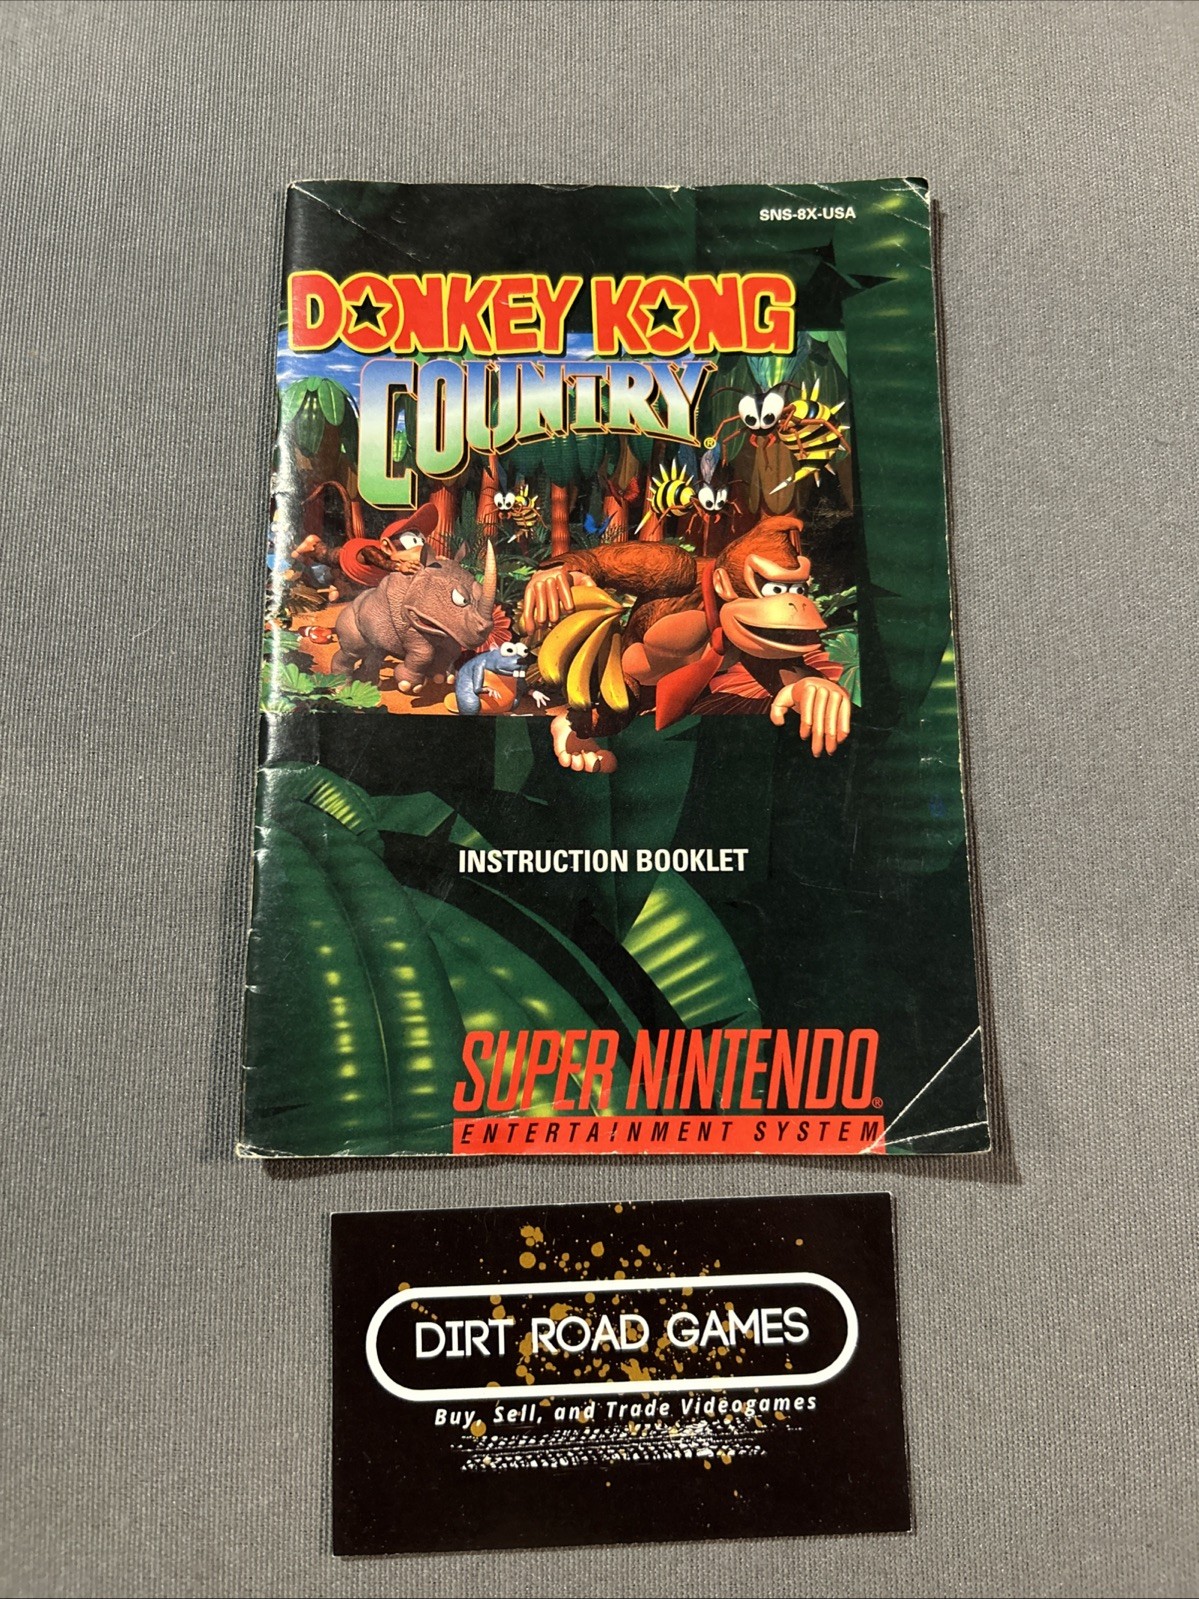 SNS-8X-USA
DONKEY KONG
COUNTRY®
INSTRUCTION BOOKLET
SUPER NINTENDO®
ENTERTAINMENT SYSTEM
DIRT ROAD GAMES
Buy, Sell, and Trade Videogames